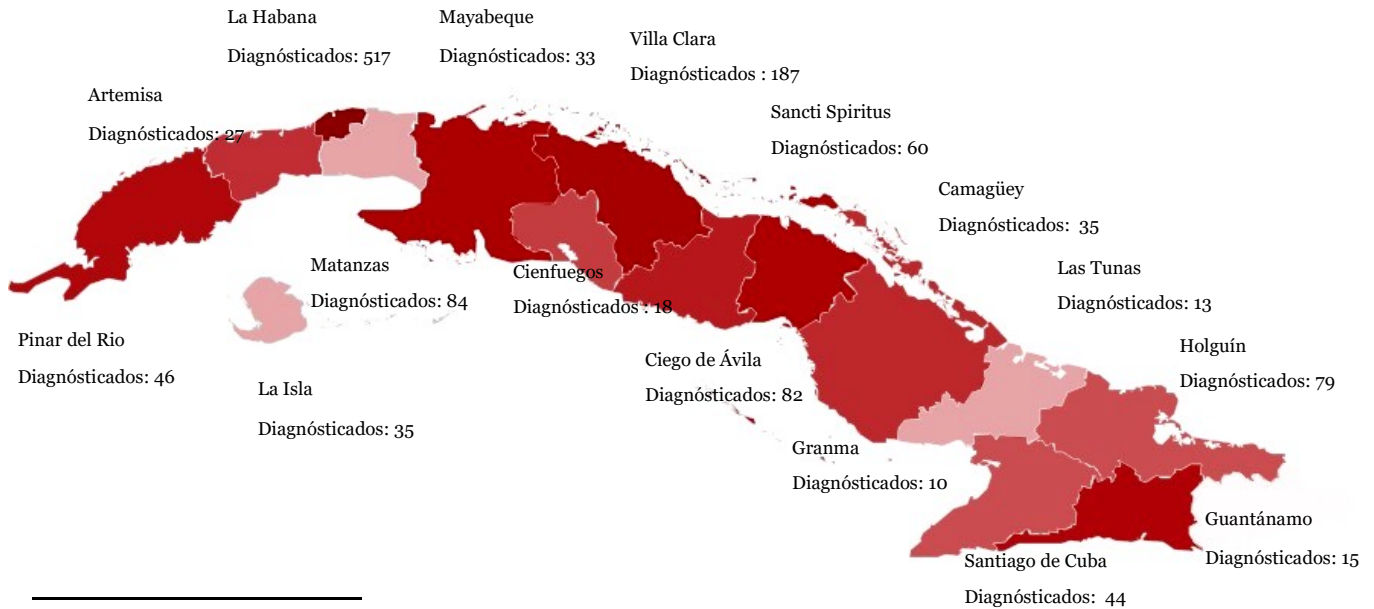 La Habana
Diagnósticados: 517
Mayabeque
Diagnósticados: 33
Villa Clara
Diagnósticados : 187
Artemisa
Diagnósticados: 27
Sancti Spiritus
Diagnósticados: 60
Camagüey
Diagnósticados:  35
Matanzas
Diagnósticados: 84
Cienfuegos
Diagnósticados : 18
Las Tunas
Diagnósticados: 13
Pinar del Rio
Diagnósticados: 46
La Isla
Diagnósticados: 35
Ciego de Ávila
Diagnósticados: 82
Holguín
Diagnósticados: 79
Granma
Diagnósticados: 10
Guantánamo
Diagnósticados: 15
Santiago de Cuba
Diagnósticados:  44